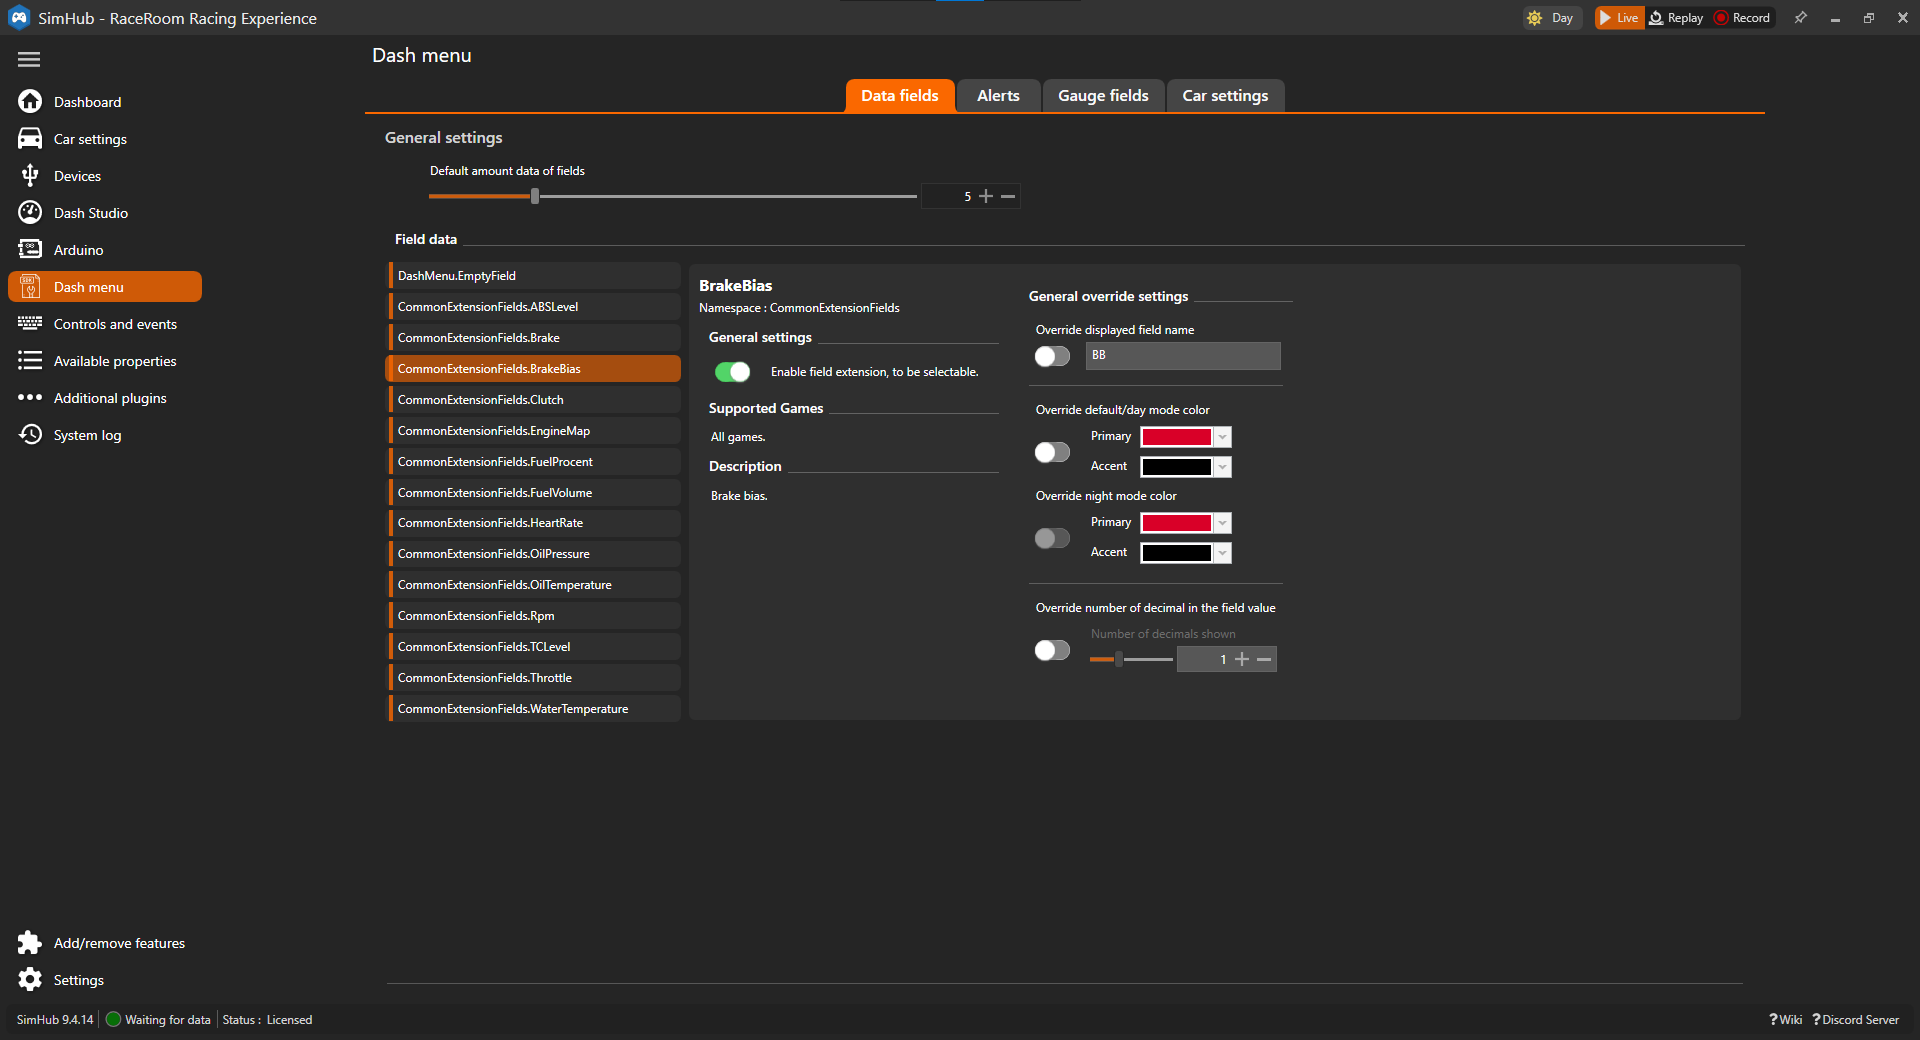 SimHub - RaceRoom Racing Experience
Day
Live
Replay
Record
Dashboard
Car settings
Devices
Dash Studio
Arduino
Dash menu
Controls and events
Available properties
Additional plugins
System log
Add/remove features
Settings
Dash menu
Data fields
Alerts
Gauge fields
Car settings
General settings
Default amount data of fields
5
Field data
DashMenu.EmptyField
CommonExtensionFields.ABSLevel
CommonExtensionFields.Brake
CommonExtensionFields.BrakeBias
CommonExtensionFields.Clutch
CommonExtensionFields.EngineMap
CommonExtensionFields.FuelProcent
CommonExtensionFields.FuelVolume
CommonExtensionFields.HeartRate
CommonExtensionFields.OilPressure
CommonExtensionFields.OilTemperature
CommonExtensionFields.Rpm
CommonExtensionFields.TCLevel
CommonExtensionFields.Throttle
CommonExtensionFields.WaterTemperature
BrakeBias
Namespace : CommonExtensionFields
General settings
Enable field extension, to be selectable.
Supported Games
All games.
Description
Brake bias.
General override settings
Override displayed field name
BB
Override default/day mode color
Primary
Accent
Override night mode color
Primary
Accent
Override number of decimal in the field value
Number of decimals shown
1
SimHub 9.4.14
Waiting for data
Status : Licensed
?Wiki
?Discord Server